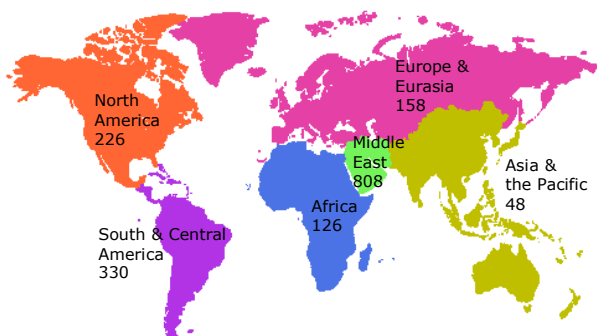 North
America
226
Europe &
Eurasia
158
Middle
East
808
Asia &
the Pacific
48
Africa
126
South & Central
America
330